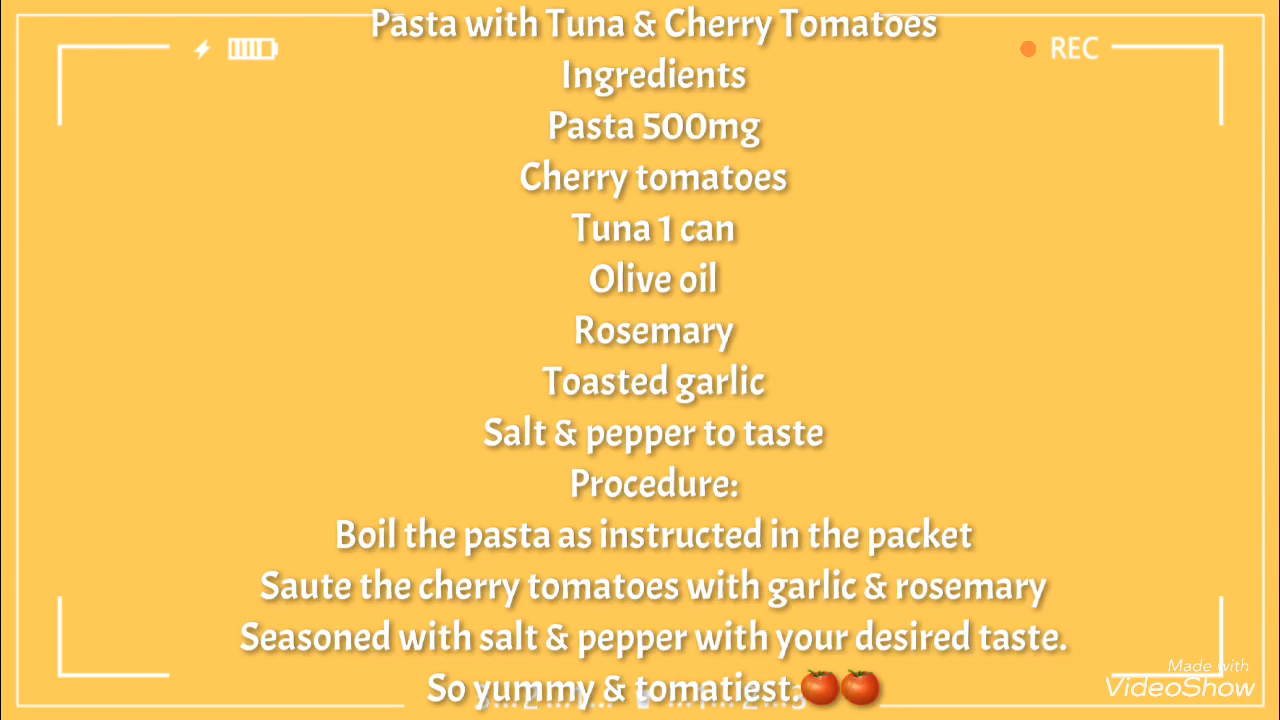 Pasta with Tuna & Cherry Tomatoes
REC
Ingredients
Pasta 500mg
Cherry tomatoes
Tuna 1 can
Olive oil
Rosemary
Toasted garlic
Salt & pepper to taste
Procedure:
Boil the pasta as instructed in the packet
Saute the cherry tomatoes with garlic & rosemary
Seasoned with salt & pepper with your desired taste.
So yummy & tomatiest.🍅🍅
Made with
VideoShow